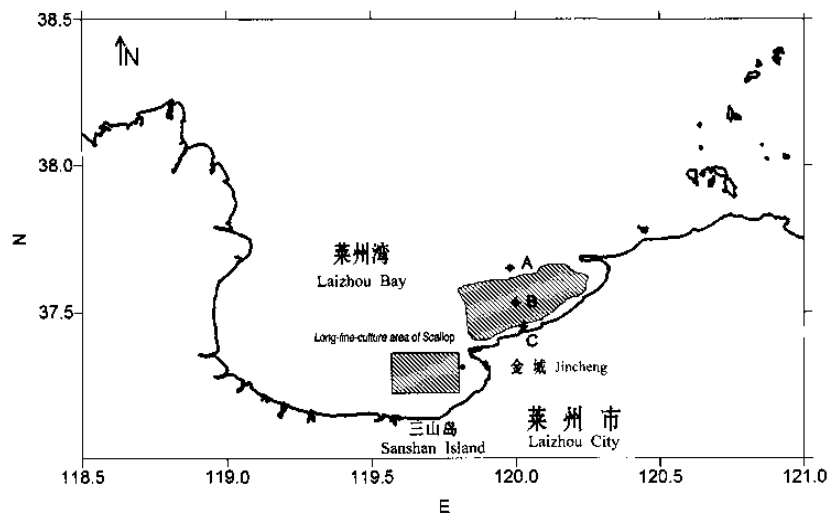 38.5
N
38.0
N
莱州湾
A
Laizhou Bay
B
37.5
Long-line-culture area of Scallop
C
金 城 Jincheng
莱 州 市
三山岛
Laizhou City
Sanshan Island
118.5
119.0
119.5
120.0
120.5
121.0
E